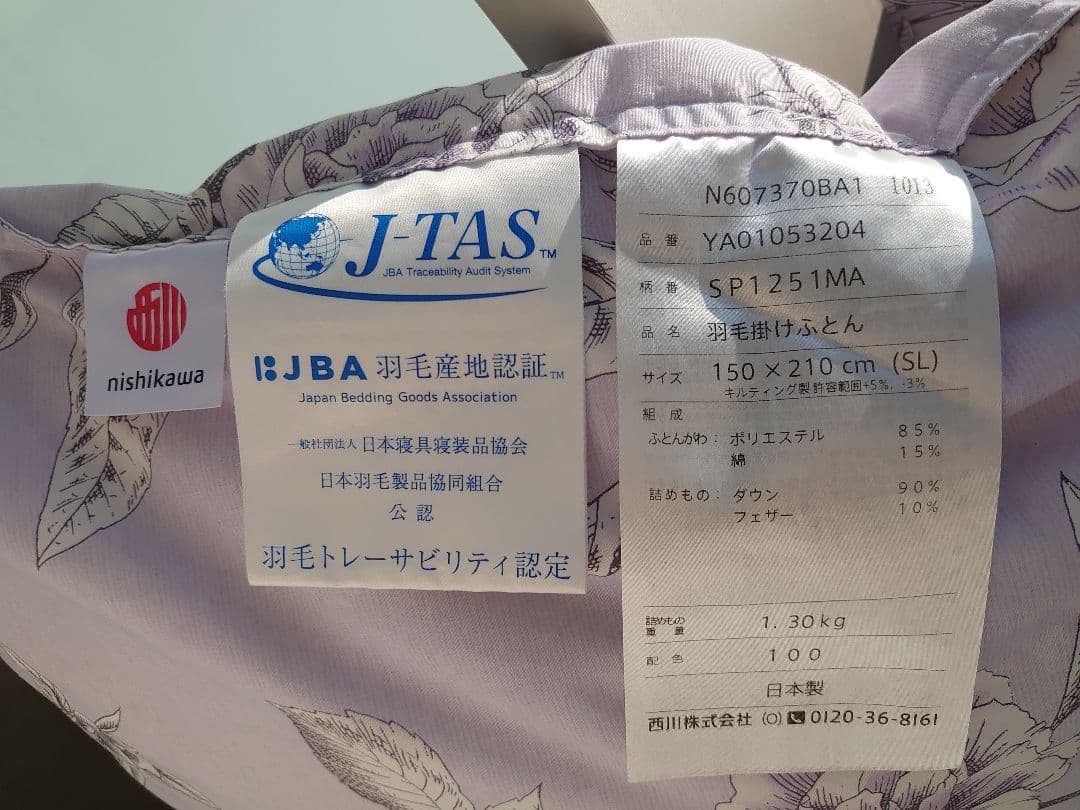 西川
nishikawa
J-TAS™
JBA Traceability Audit System
JBA 羽毛産地認証™
Japan Bedding Goods Association
一般社団法人 日本寝具寝装品協会
日本羽毛製品協同組合
公認
羽毛トレーサビリティ認定
N607370BA1 1013
品番 YA01053204
柄番 SP1251MA
品名 羽毛掛けふとん
サイズ 150×210cm (SL)
キルティング製許容範囲+5%, -3%
組成
ふとんがわ: ポリエステル 85%
綿 15%
詰めもの: ダウン 90%
フェザー 10%
詰めもの重量 1.30kg
配色 100
日本製
西川株式会社 (O) 0120-36-8161